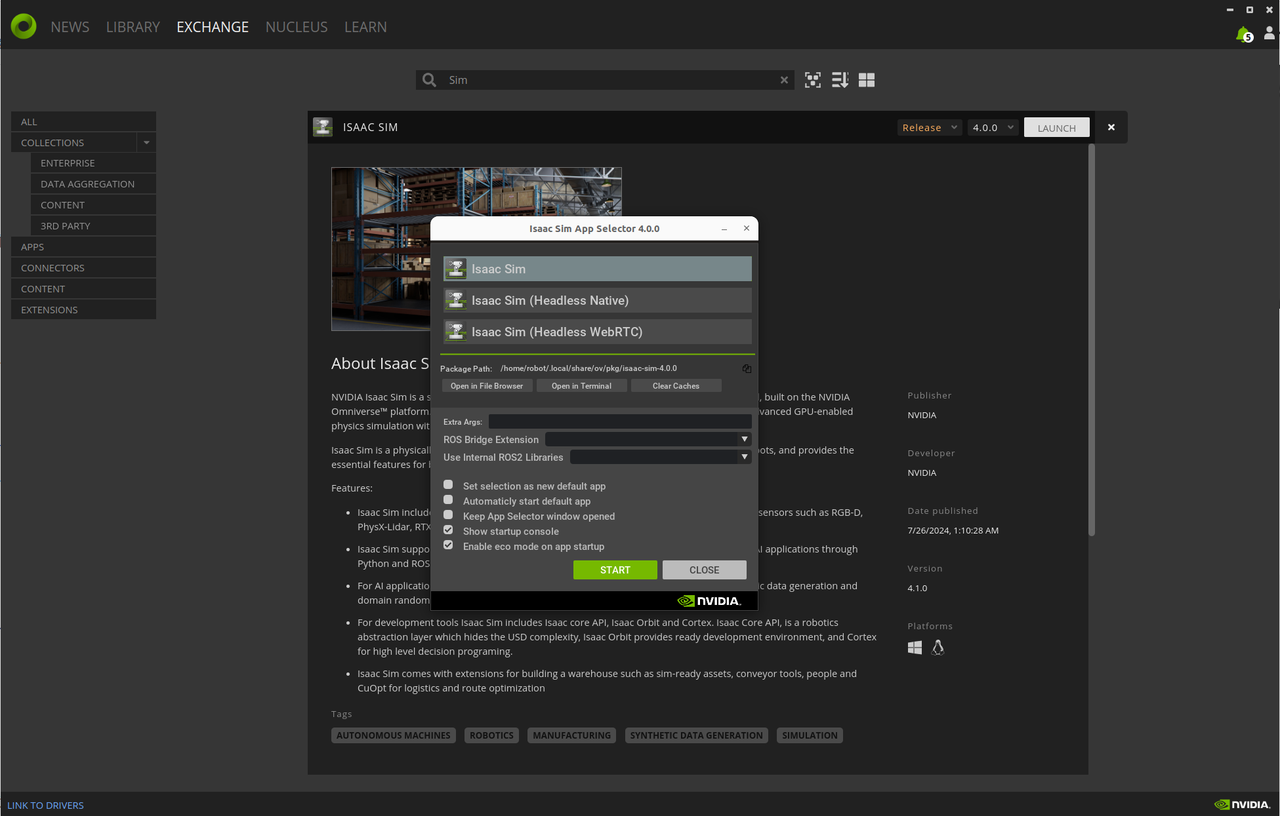 NEWS LIBRARY EXCHANGE NUCLEUS LEARN
5
Sim
ALL
COLLECTIONS
ENTERPRISE
DATA AGGREGATION
CONTENT
3RD PARTY
APPS
CONNECTORS
CONTENT
EXTENSIONS
ISAAC SIM
Release 4.0.0 LAUNCH
Isaac Sim App Selector 4.0.0
Isaac Sim
Isaac Sim (Headless Native)
Isaac Sim (Headless WebRTC)
Package Path: /home/robot/.local/share/ov/pkg/isaac-sim-4.0.0
Open in File Browser Open in Terminal Clear Caches
Extra Args:
ROS Bridge Extension
Use Internal ROS2 Libraries
Set selection as new default app
Automaticly start default app
Keep App Selector window opened
Show startup console
Enable eco mode on app startup
START CLOSE
NVIDIA.
About Isaac S
NVIDIA Isaac Sim is a s , built on the NVIDIA
Omniverse™ platform vanced GPU-enabled
physics simulation wit
Isaac Sim is a physicall ots, and provides the
essential features for
Features:
Isaac Sim includ sensors such as RGB-D,
PhysX-Lidar, RTX
Isaac Sim suppo AI applications through
Python and ROS
For AI applicatio ic data generation and
domain random
For development tools Isaac Sim includes Isaac core API, Isaac Orbit and Cortex. Isaac Core API, is a robotics
abstraction layer which hides the USD complexity, Isaac Orbit provides ready development environment, and Cortex
for high level decision programing.
Isaac Sim comes with extensions for building a warehouse such as sim-ready assets, conveyor tools, people and
CuOpt for logistics and route optimization
Tags
AUTONOMOUS MACHINES ROBOTICS MANUFACTURING SYNTHETIC DATA GENERATION SIMULATION
Publisher
NVIDIA
Developer
NVIDIA
Date published
7/26/2024, 1:10:28 AM
Version
4.1.0
Platforms
LINK TO DRIVERS
NVIDIA.